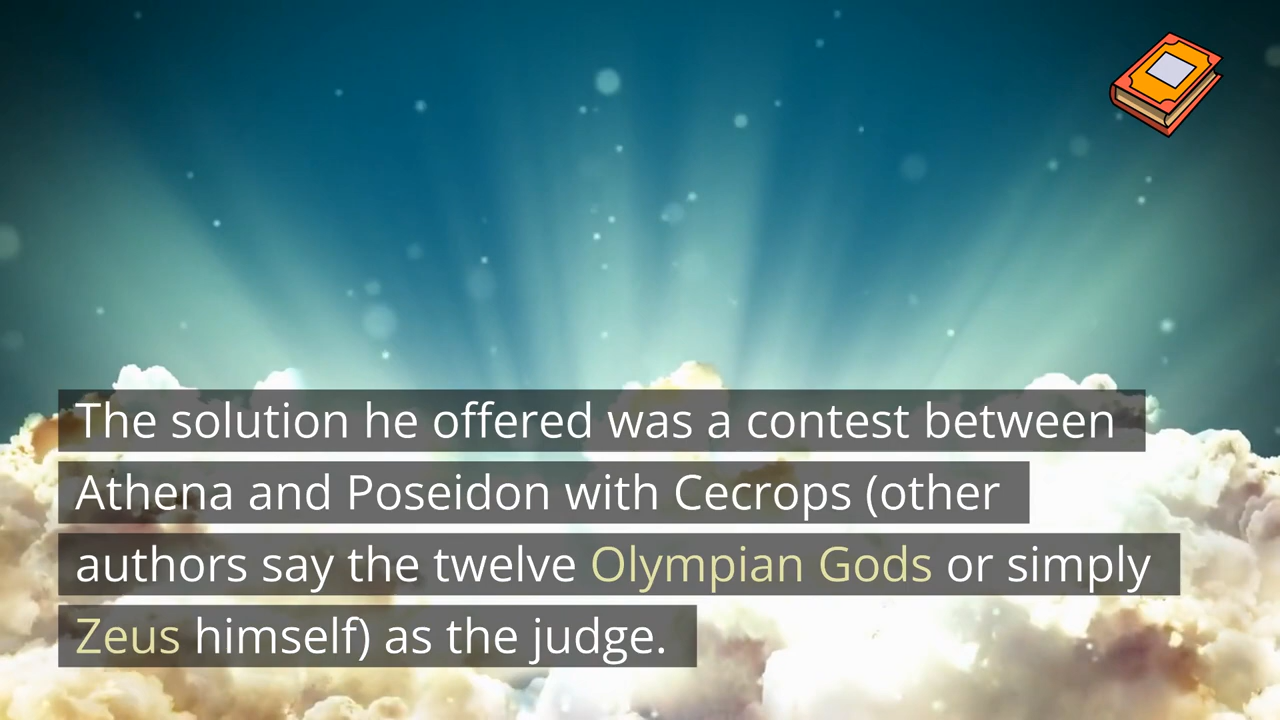 The solution he offered was a contest between
Athena and Poseidon with Cecrops (other
authors say the twelve Olympian Gods or simply
Zeus himself) as the judge.